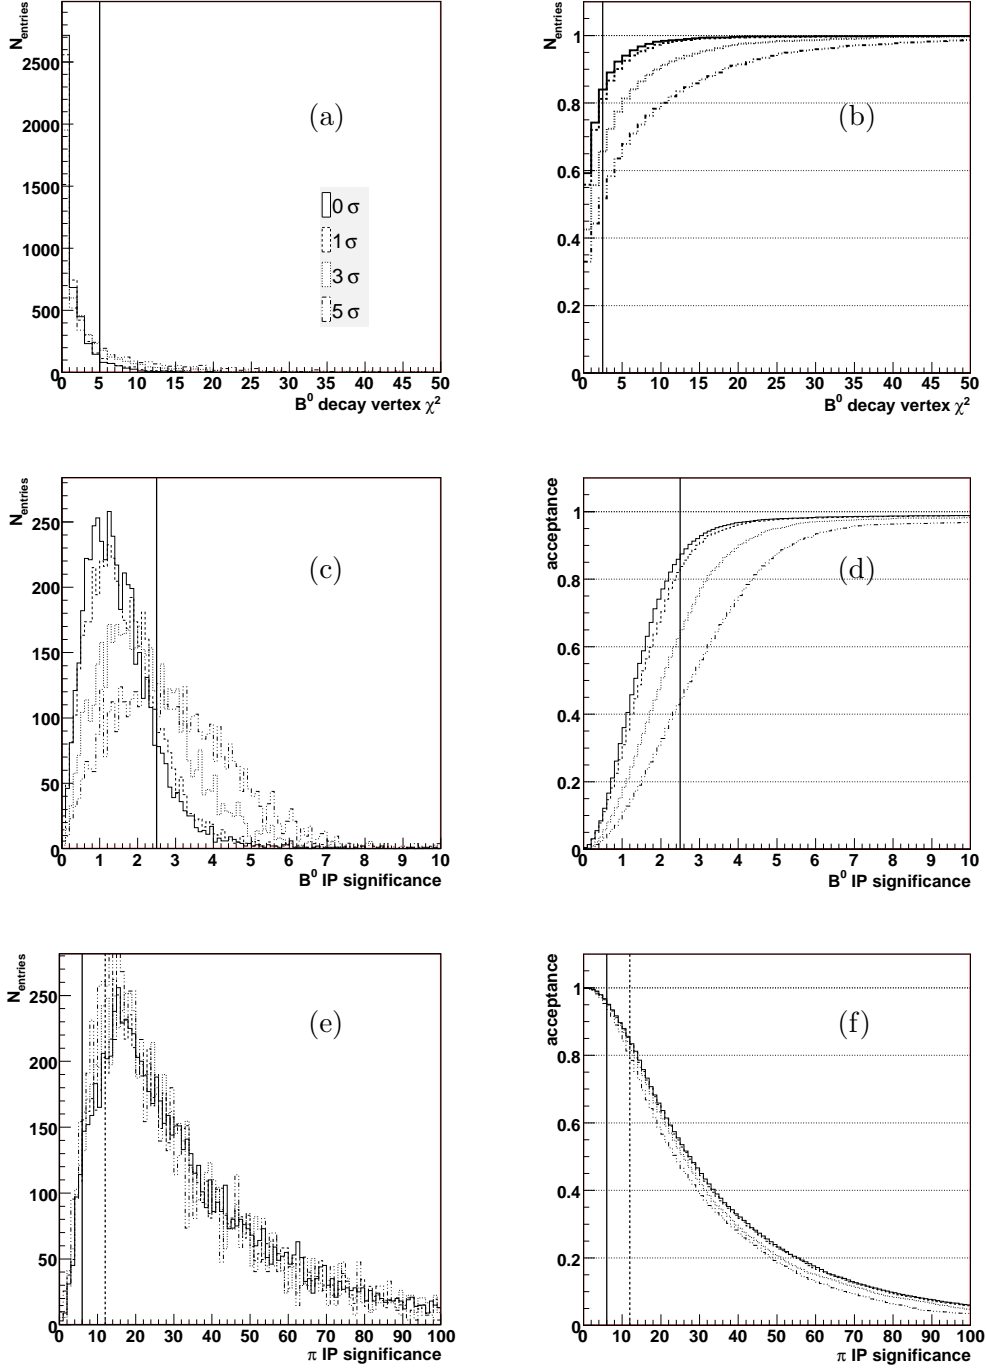 N_entries
2500
2000
1500
1000
500
0
0 5 10 15 20 25 30 35 40 45 50
B⁰ decay vertex χ²
(a)
0 σ
1 σ
3 σ
5 σ
N_entries
1
0.8
0.6
0.4
0.2
0
0 5 10 15 20 25 30 35 40 45 50
B⁰ decay vertex χ²
(b)
N_entries
250
200
150
100
50
0
0 1 2 3 4 5 6 7 8 9 10
B⁰ IP significance
(c)
acceptance
1
0.8
0.6
0.4
0.2
0
0 1 2 3 4 5 6 7 8 9 10
B⁰ IP significance
(d)
N_entries
250
200
150
100
50
0
0 10 20 30 40 50 60 70 80 90 100
π IP significance
(e)
acceptance
1
0.8
0.6
0.4
0.2
0
0 10 20 30 40 50 60 70 80 90 100
π IP significance
(f)